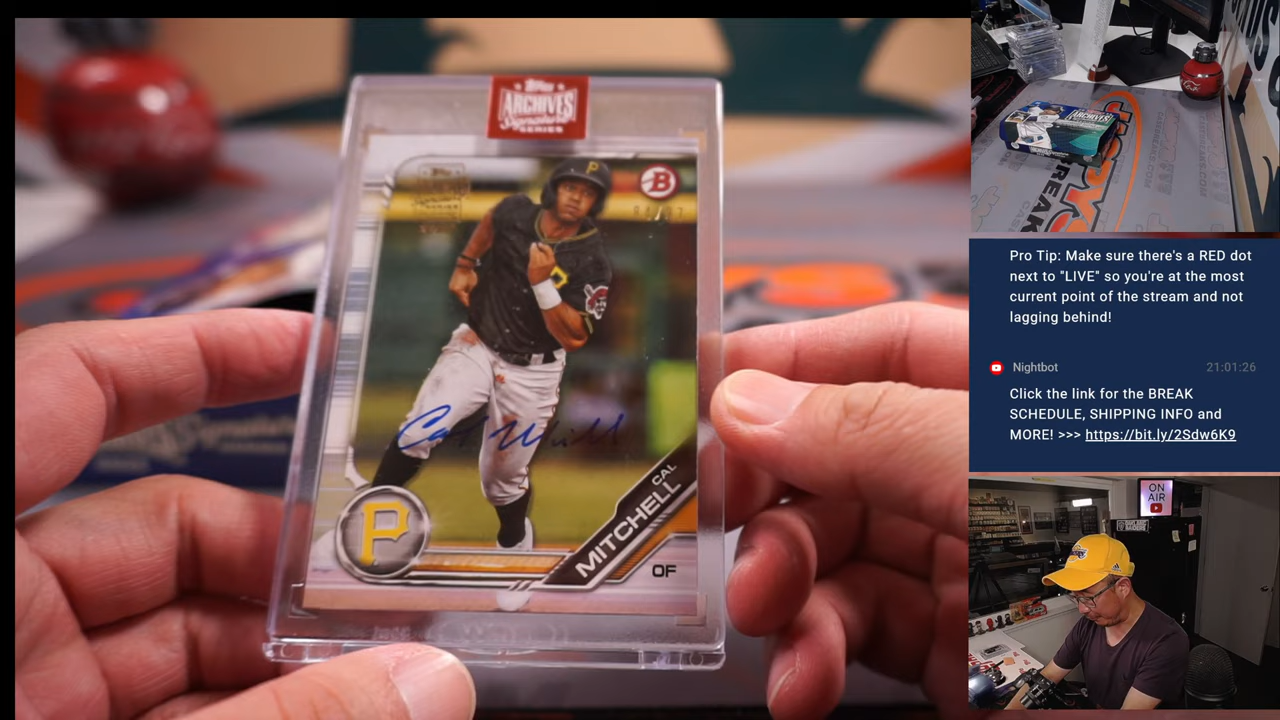 Topps
ARCHIVES
Signature
SERIES
B
P
P
CAL
MITCHELL
OF
ARCHIVES
Pro Tip: Make sure there's a RED dot
next to "LIVE" so you're at the most
current point of the stream and not
lagging behind!
Nightbot
21:01:26
Click the link for the BREAK
SCHEDULE, SHIPPING INFO and
MORE! >>> https://bit.ly/2Sdw6K9
ON
AIR